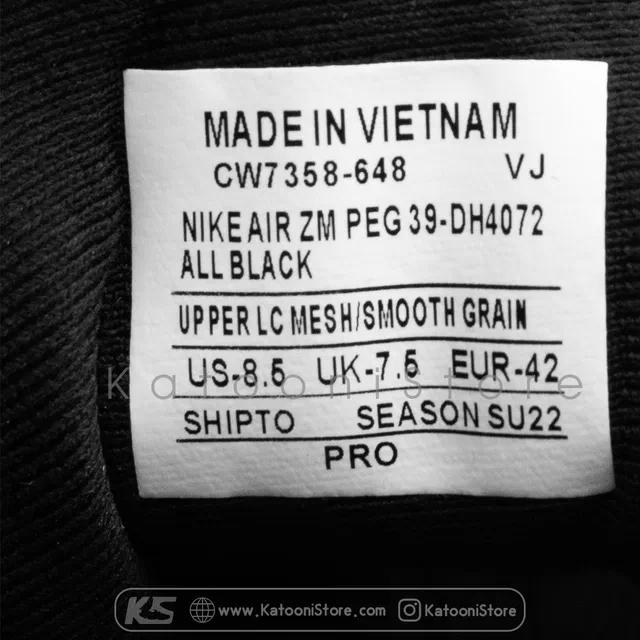 MADE IN VIETNAM
CW7358-648 VJ
NIKE AIR ZM PEG 39-DH4072
ALL BLACK
UPPER LC MESH/SMOOTH GRAIN
US-8.5 UK-7.5 EUR-42
Katoonistore
SHIPTO SEASON SU22
PRO
KS www.KatooniStore.com KatooniStore